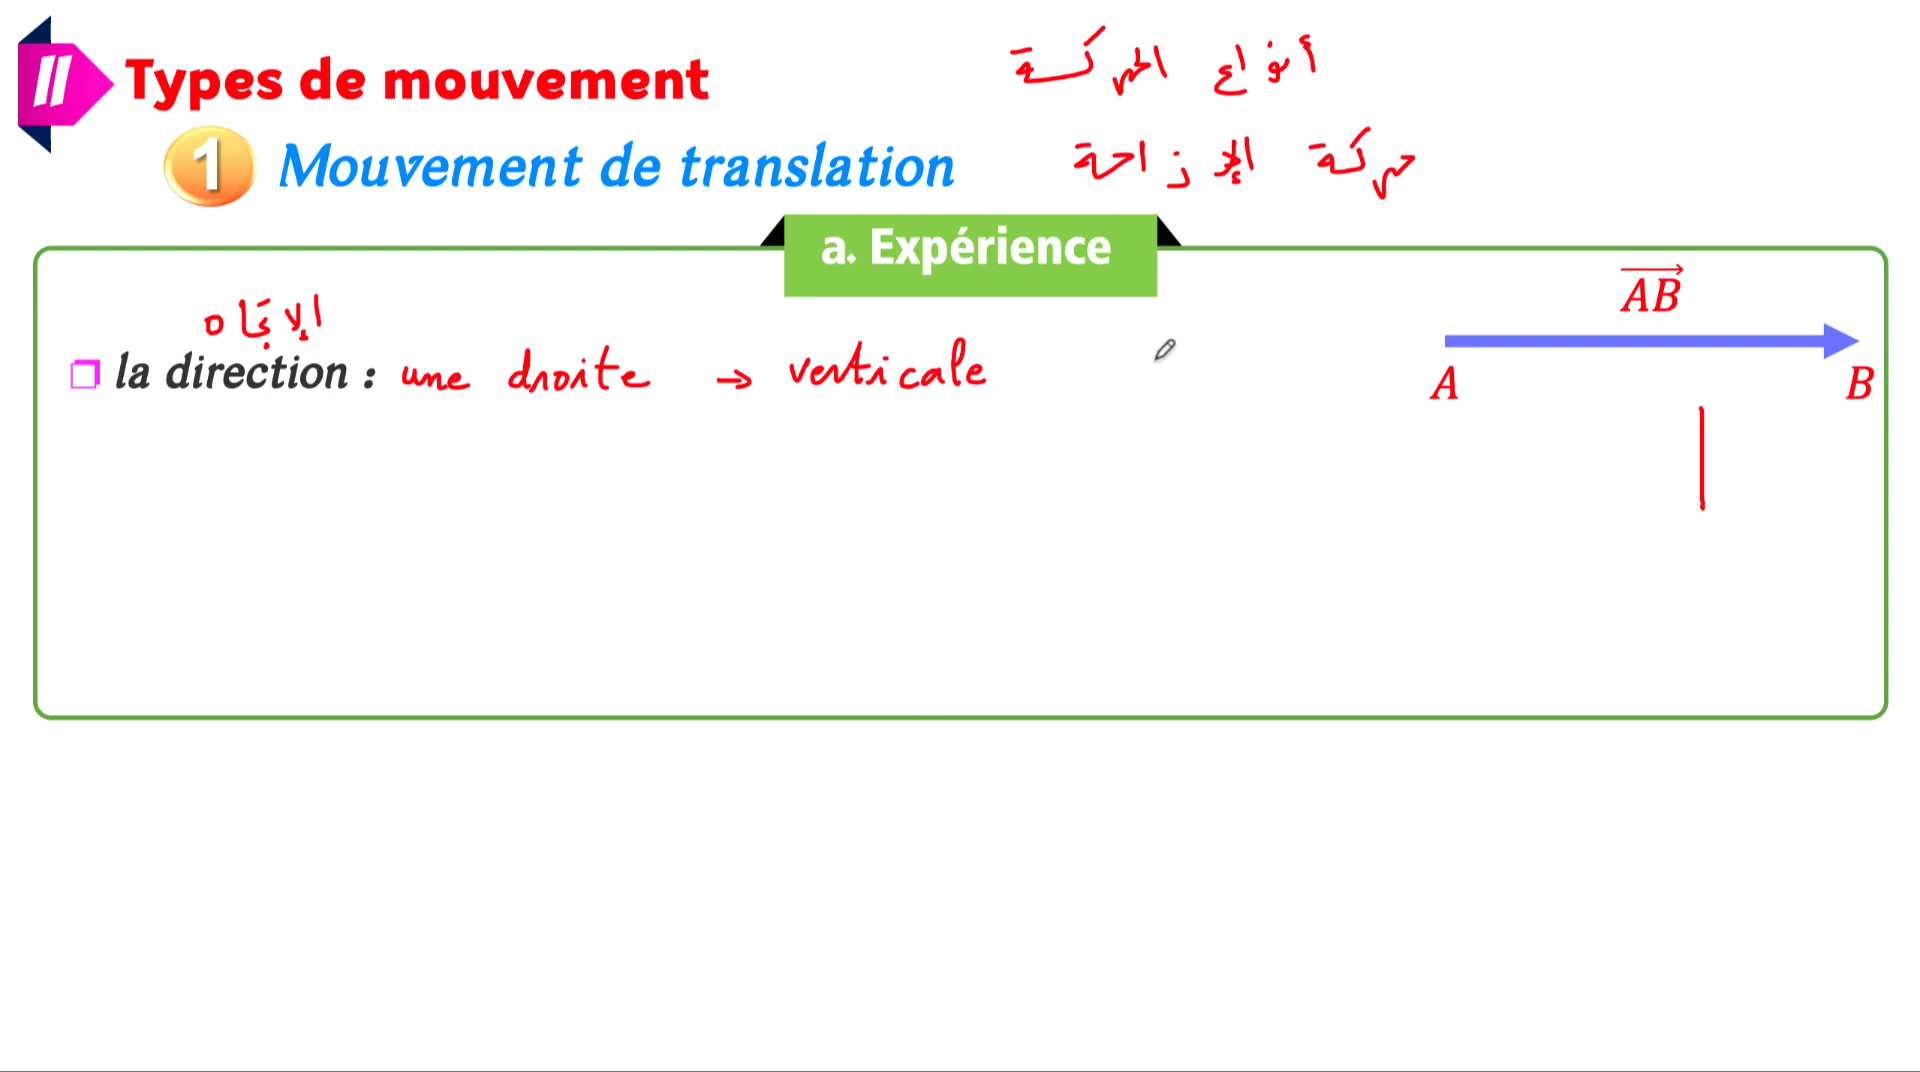 II Types de mouvement أنواع الحركة
1 Mouvement de translation حركة الإزاحة
a. Expérience
AB
الإتجاه
la direction : une droite → verticale
A B